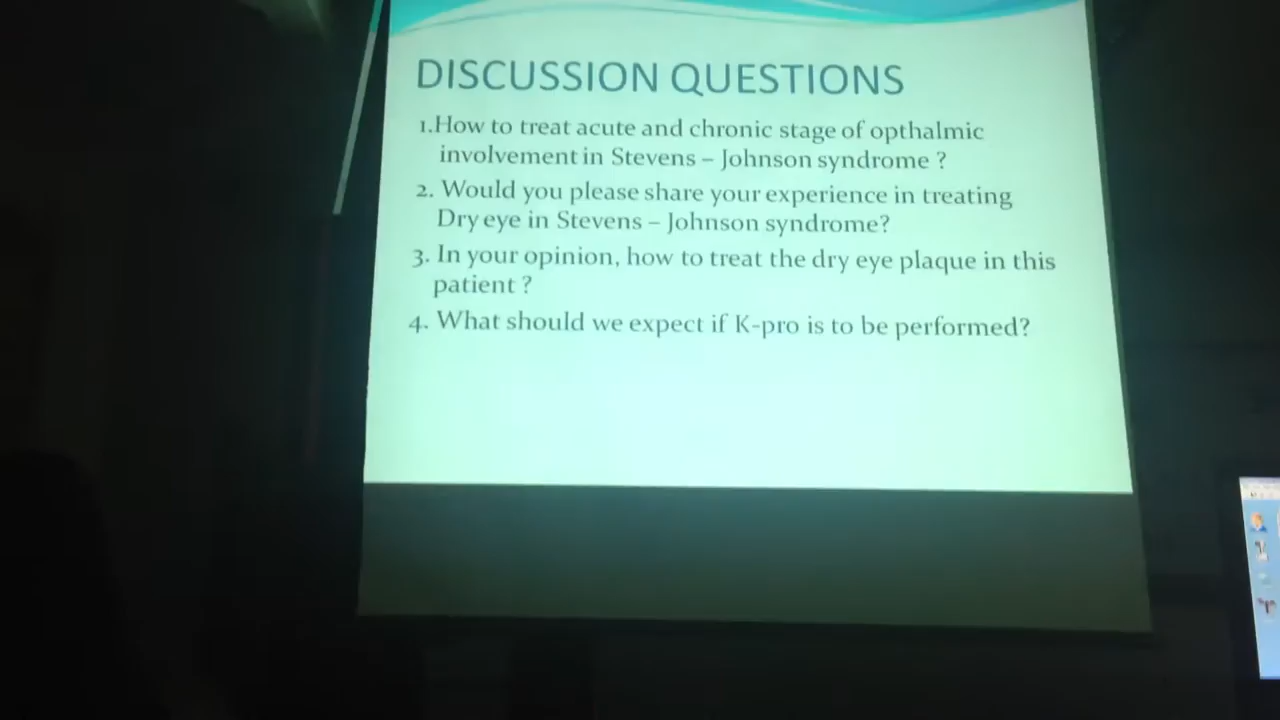 DISCUSSION QUESTIONS
1.How to treat acute and chronic stage of opthalmic
involvement in Stevens – Johnson syndrome ?
2. Would you please share your experience in treating
Dry eye in Stevens – Johnson syndrome?
3. In your opinion, how to treat the dry eye plaque in this
patient ?
4. What should we expect if K-pro is to be performed?